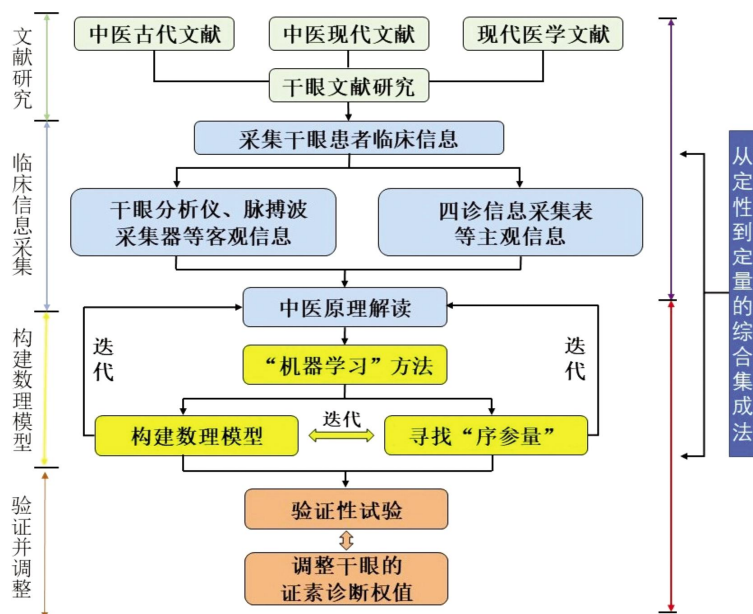 文献研究
中医古代文献
中医现代文献
现代医学文献
干眼文献研究
临床信息采集
采集干眼患者临床信息
干眼分析仪、脉搏波
采集器等客观信息
四诊信息采集表
等主观信息
中医原理解读
构建数理模型
迭代
“机器学习”方法
迭代
构建数理模型
迭代
寻找“序参量”
验证并调整
验证性试验
调整干眼的
证素诊断权值
从定性到定量的综合集成法